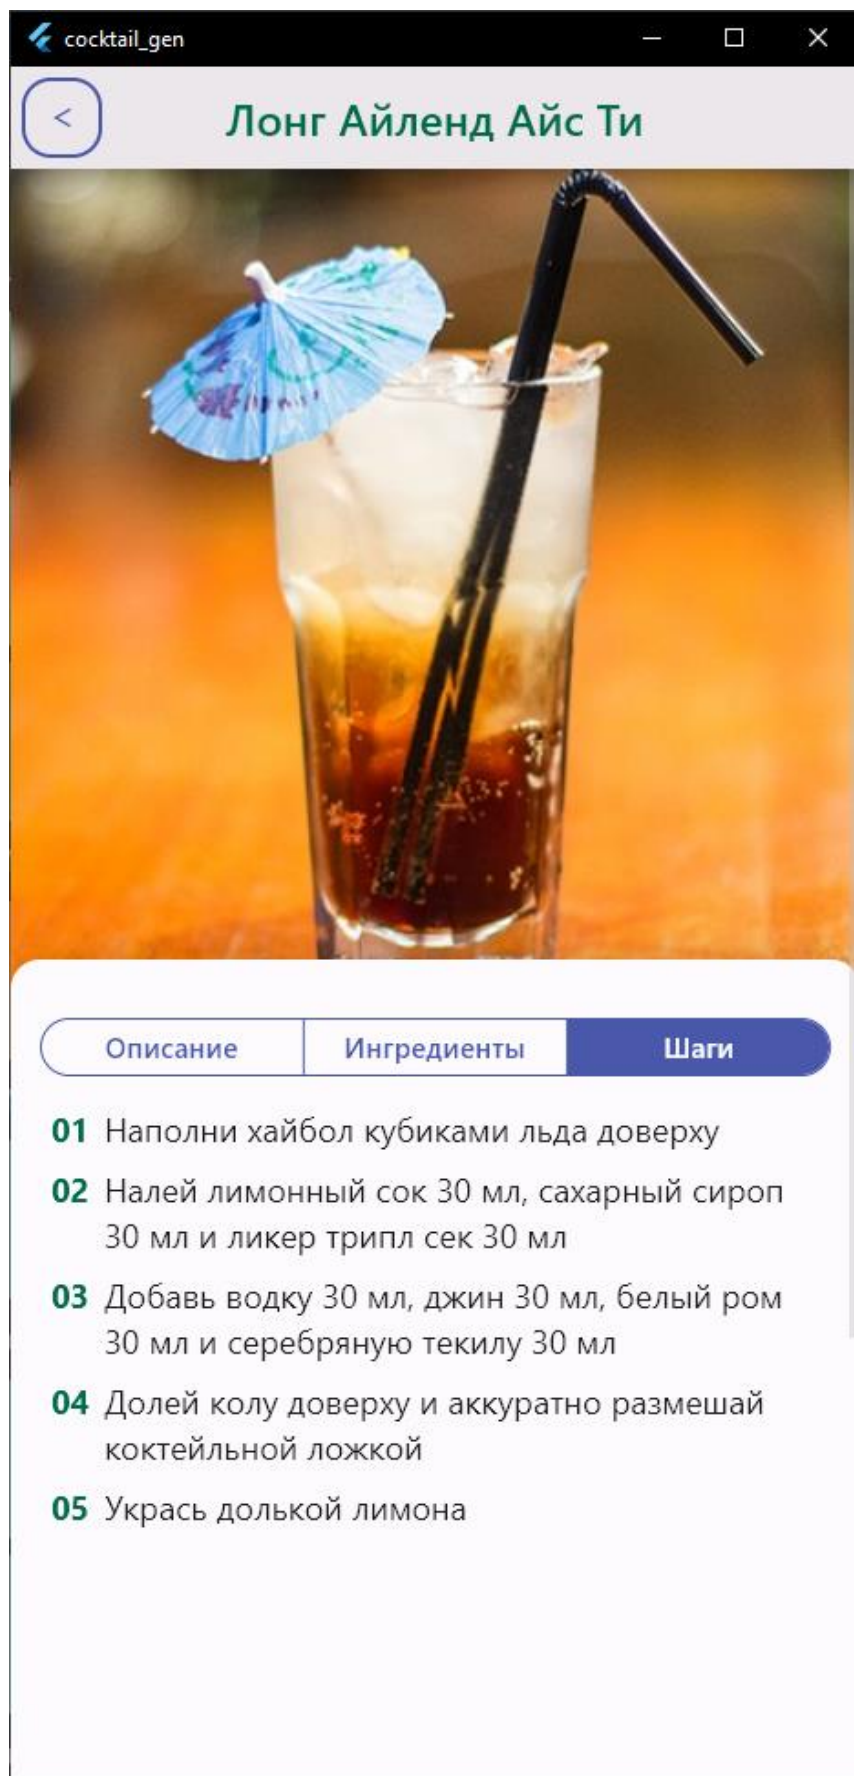 cocktail_gen
<
Лонг Айленд Айс Ти
Описание Ингредиенты Шаги
01 Наполни хайбол кубиками льда доверху
02 Налей лимонный сок 30 мл, сахарный сироп
30 мл и ликер трипл сек 30 мл
03 Добавь водку 30 мл, джин 30 мл, белый ром
30 мл и серебряную текилу 30 мл
04 Долей колу доверху и аккуратно размешай
коктейльной ложкой
05 Укрась долькой лимона